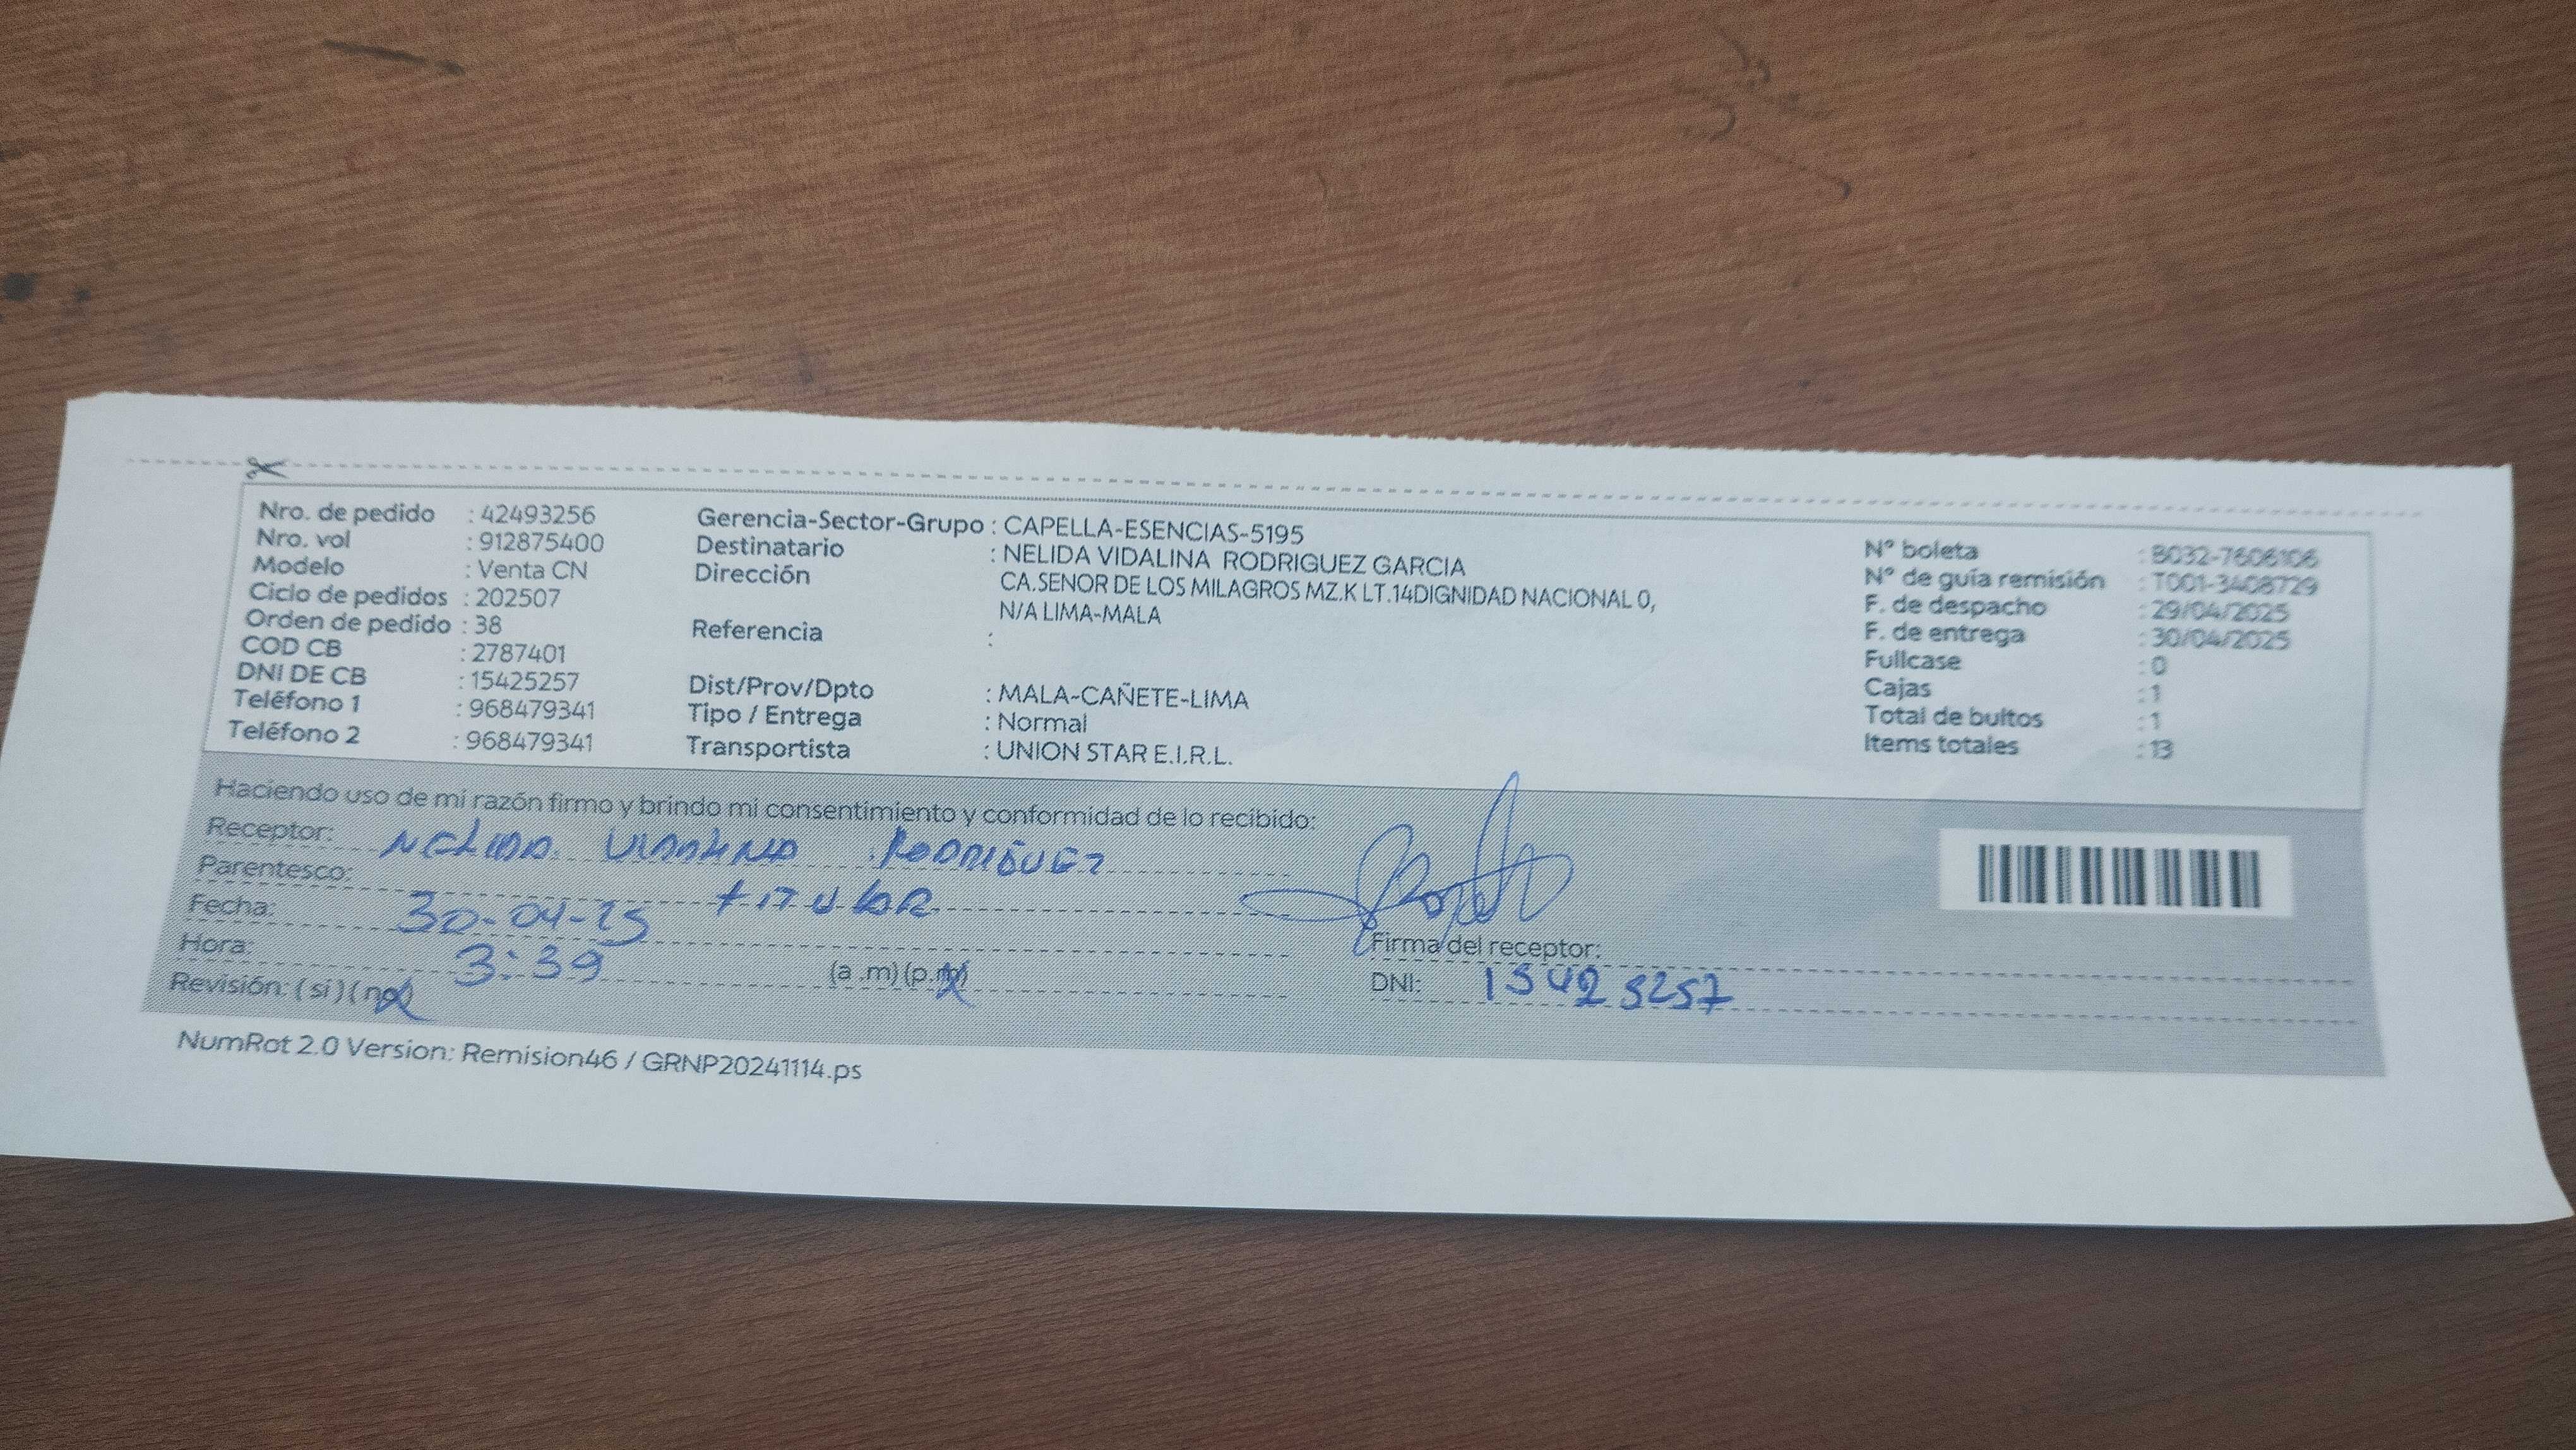 Nro. de pedido : 42493256
Nro. vol : 912875400
Modelo : Venta CN
Ciclo de pedidos : 202507
Orden de pedido : 38
COD CB : 2787401
DNI DE CB : 15425257
Teléfono 1 : 968479341
Teléfono 2 : 968479341
Gerencia-Sector-Grupo : CAPELLA-ESENCIAS-5195
Destinatario : NELIDA VIDALINA RODRIGUEZ GARCIA
Dirección CA.SENOR DE LOS MILAGROS MZ.K LT.14DIGNIDAD NACIONAL 0,
N/A LIMA-MALA
Referencia :
Dist/Prov/Dpto : MALA-CAÑETE-LIMA
Tipo / Entrega : Normal
Transportista : UNION STAR E.I.R.L.
N° boleta : B032-7606106
N° de guía remisión : T001-3408729
F. de despacho : 29/04/2025
F. de entrega : 30/04/2025
Fullcase : 0
Cajas : 1
Total de bultos : 1
Items totales : 13
Haciendo uso de mi razón firmo y brindo mi consentimiento y conformidad de lo recibido:
Receptor: NELIDA VIDALINA RODRIGUEZ
Parentesco: TITULAR
Fecha: 30-04-25
Hora: 3:39 (a .m) (p.m)
Revisión: (si) (no)
Firma del receptor:
DNI: 15425257
NumRot 2.0 Version: Remision46 / GRNP20241114.ps